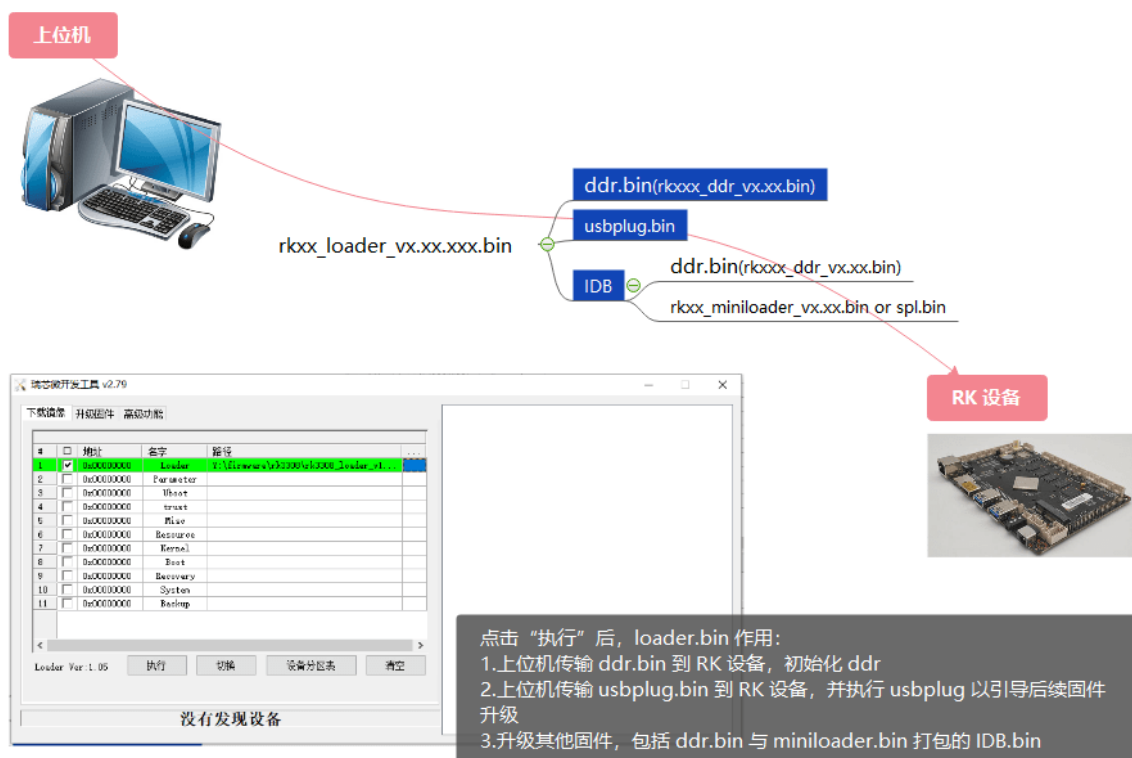 上位机
ddr.bin(rkxxx_ddr_vx.xx.bin)
usbplug.bin
rkxx_loader_vx.xx.xxx.bin
IDB
ddr.bin(rkxxx_ddr_vx.xx.bin)
rkxx_miniloader_vx.xx.bin or spl.bin
RK 设备
瑞芯微开发工具 v2.79
下载镜像 升级固件 高级功能
# 地址 名字 路径 ...
1 0x00000000 Loader Y:\firmware\rk3308\rk3308_loader_v1...
2 0x00000000 Parameter
3 0x00000000 Uboot
4 0x00000000 trust
5 0x00000000 Misc
6 0x00000000 Resource
7 0x00000000 Kernel
8 0x00000000 Boot
9 0x00000000 Recovery
10 0x00000000 System
11 0x00000000 Backup
Loader Ver:1.05 执行 切换 设备分区表 清空
没有发现设备
点击“执行”后，loader.bin 作用：
1.上位机传输 ddr.bin 到 RK 设备，初始化 ddr
2.上位机传输 usbplug.bin 到 RK 设备，并执行 usbplug 以引导后续固件
升级
3.升级其他固件，包括 ddr.bin 与 miniloader.bin 打包的 IDB.bin